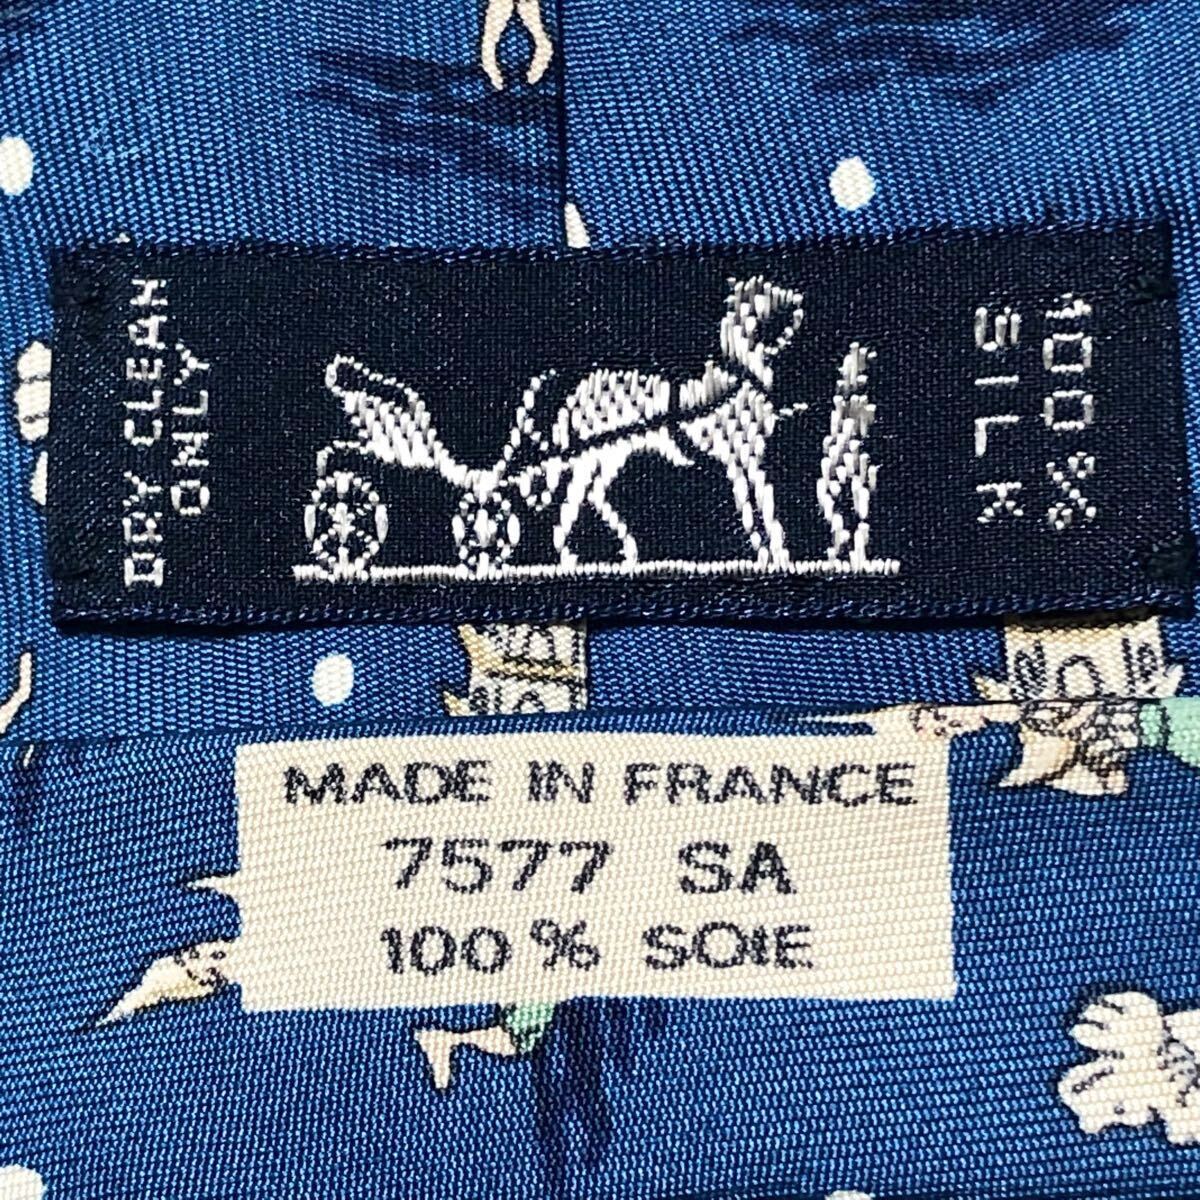 DRY CLEAN
ONLY
100%
SILK
MADE IN FRANCE
7577 SA
100% SOIE